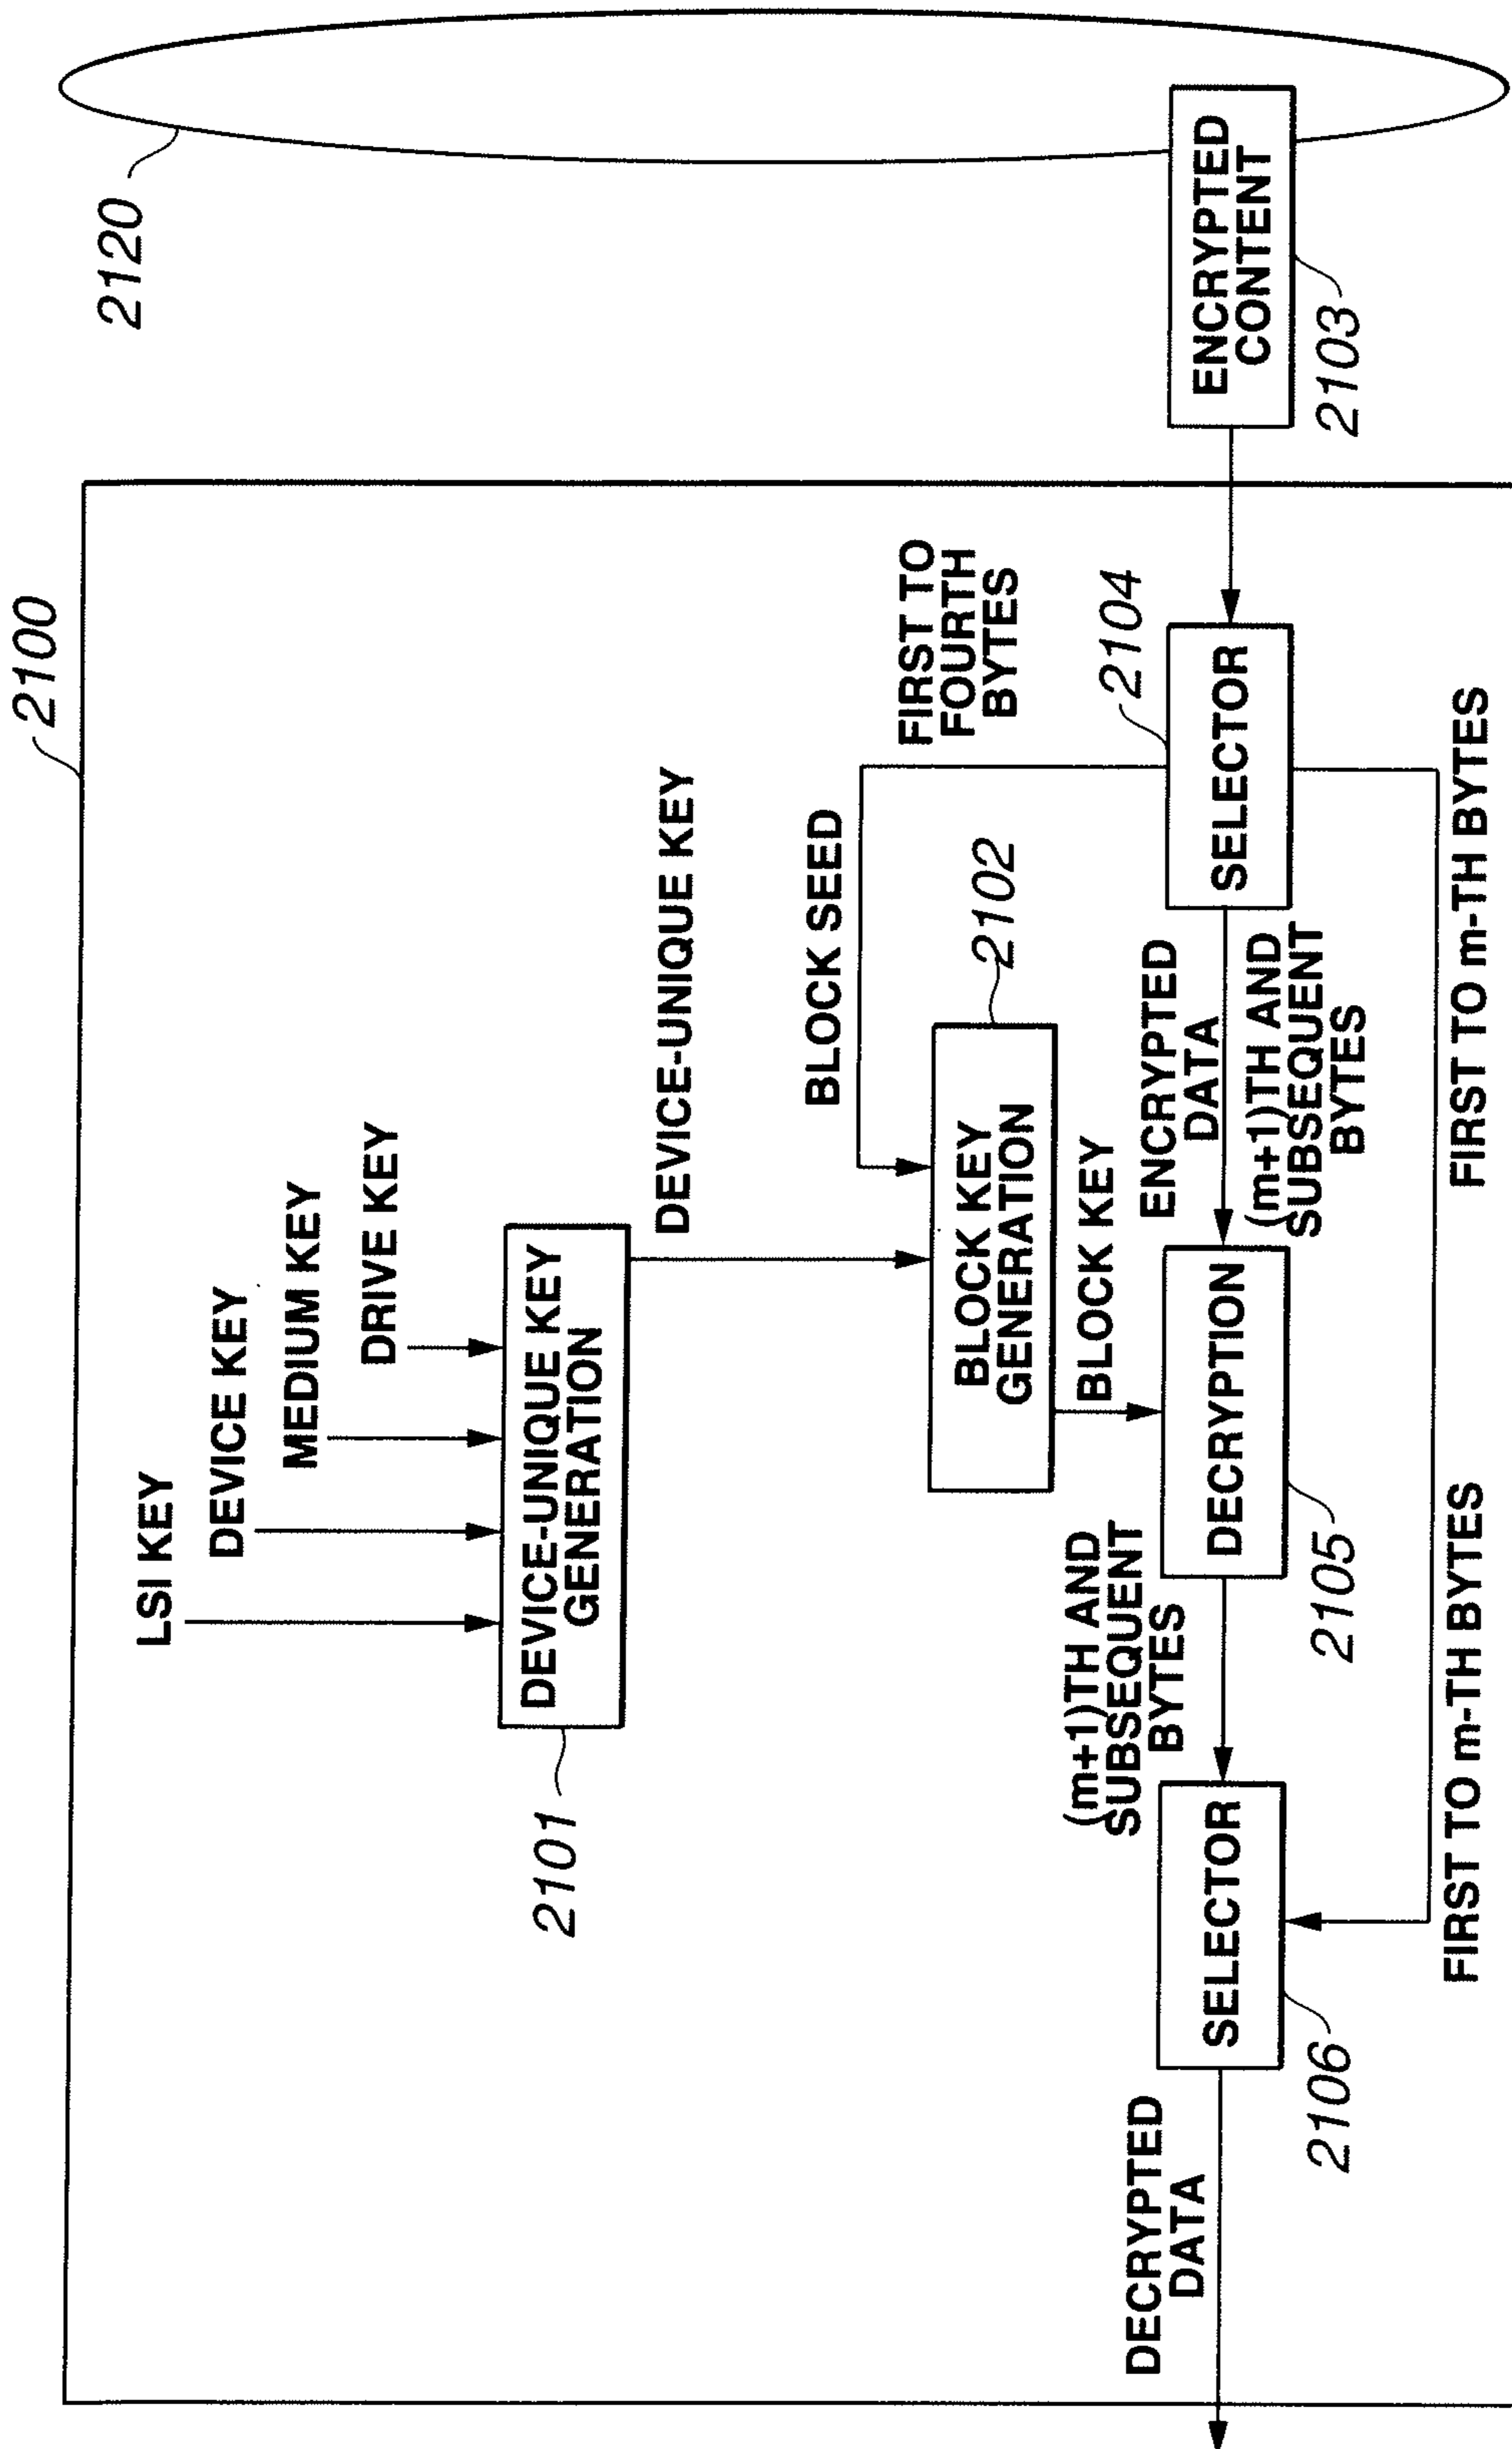 2100
2120
LSI KEY
DEVICE KEY
MEDIUM KEY
DRIVE KEY
DEVICE-UNIQUE KEY
GENERATION
2101
DEVICE-UNIQUE KEY
BLOCK SEED
FIRST TO
FOURTH
BYTES
BLOCK KEY
GENERATION
2102
BLOCK KEY
2104
ENCRYPTED
CONTENT
2103
SELECTOR
ENCRYPTED
DATA
(m+1)TH AND
SUBSEQUENT
BYTES
DECRYPTION
2105
(m+1)TH AND
SUBSEQUENT
BYTES
SELECTOR
2106
DECRYPTED
DATA
FIRST TO m-TH BYTES
FIRST TO m-TH BYTES